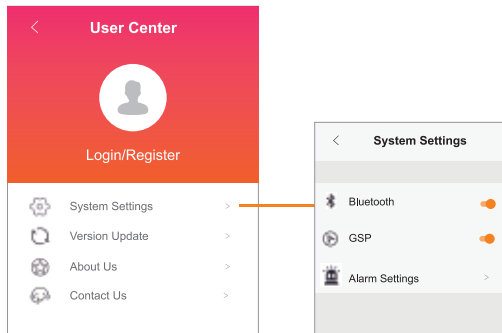 User Center
Login/Register
System Settings
Version Update
About Us
Contact Us
System Settings
Bluetooth
GSP
Alarm Settings